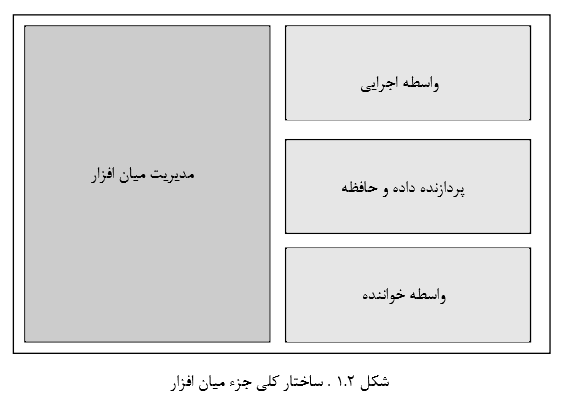 واسطه اجرایی
مدیریت میان افزار
پردازنده داده و حافظه
واسطه خواننده
شکل ۱.۲ . ساختار کلی جزء میان افزار